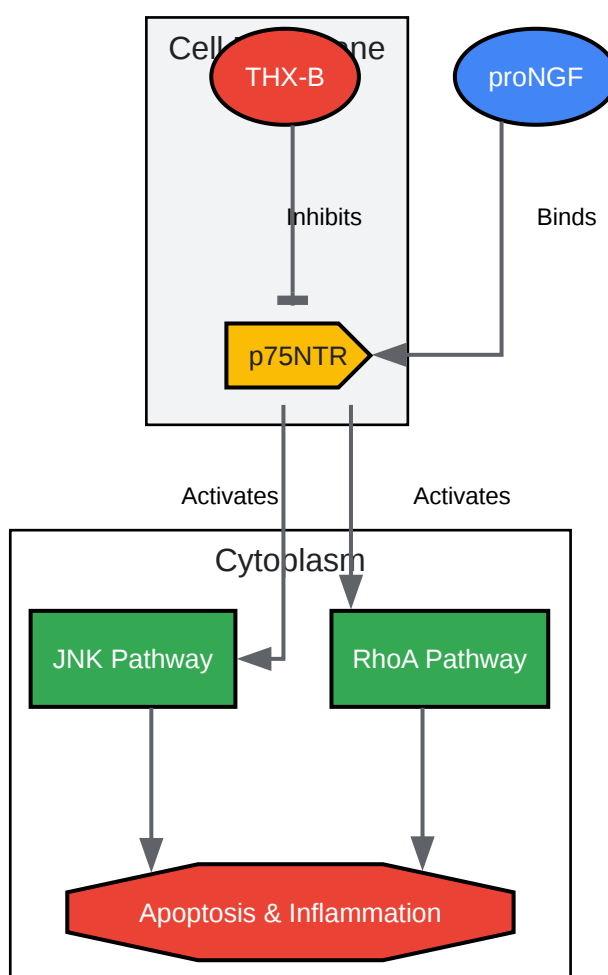 Cell
THX-B
proNGF
Inhibits
Binds
p75NTR
Activates
Activates
Cytoplasm
JNK Pathway
RhoA Pathway
Apoptosis & Inflammation